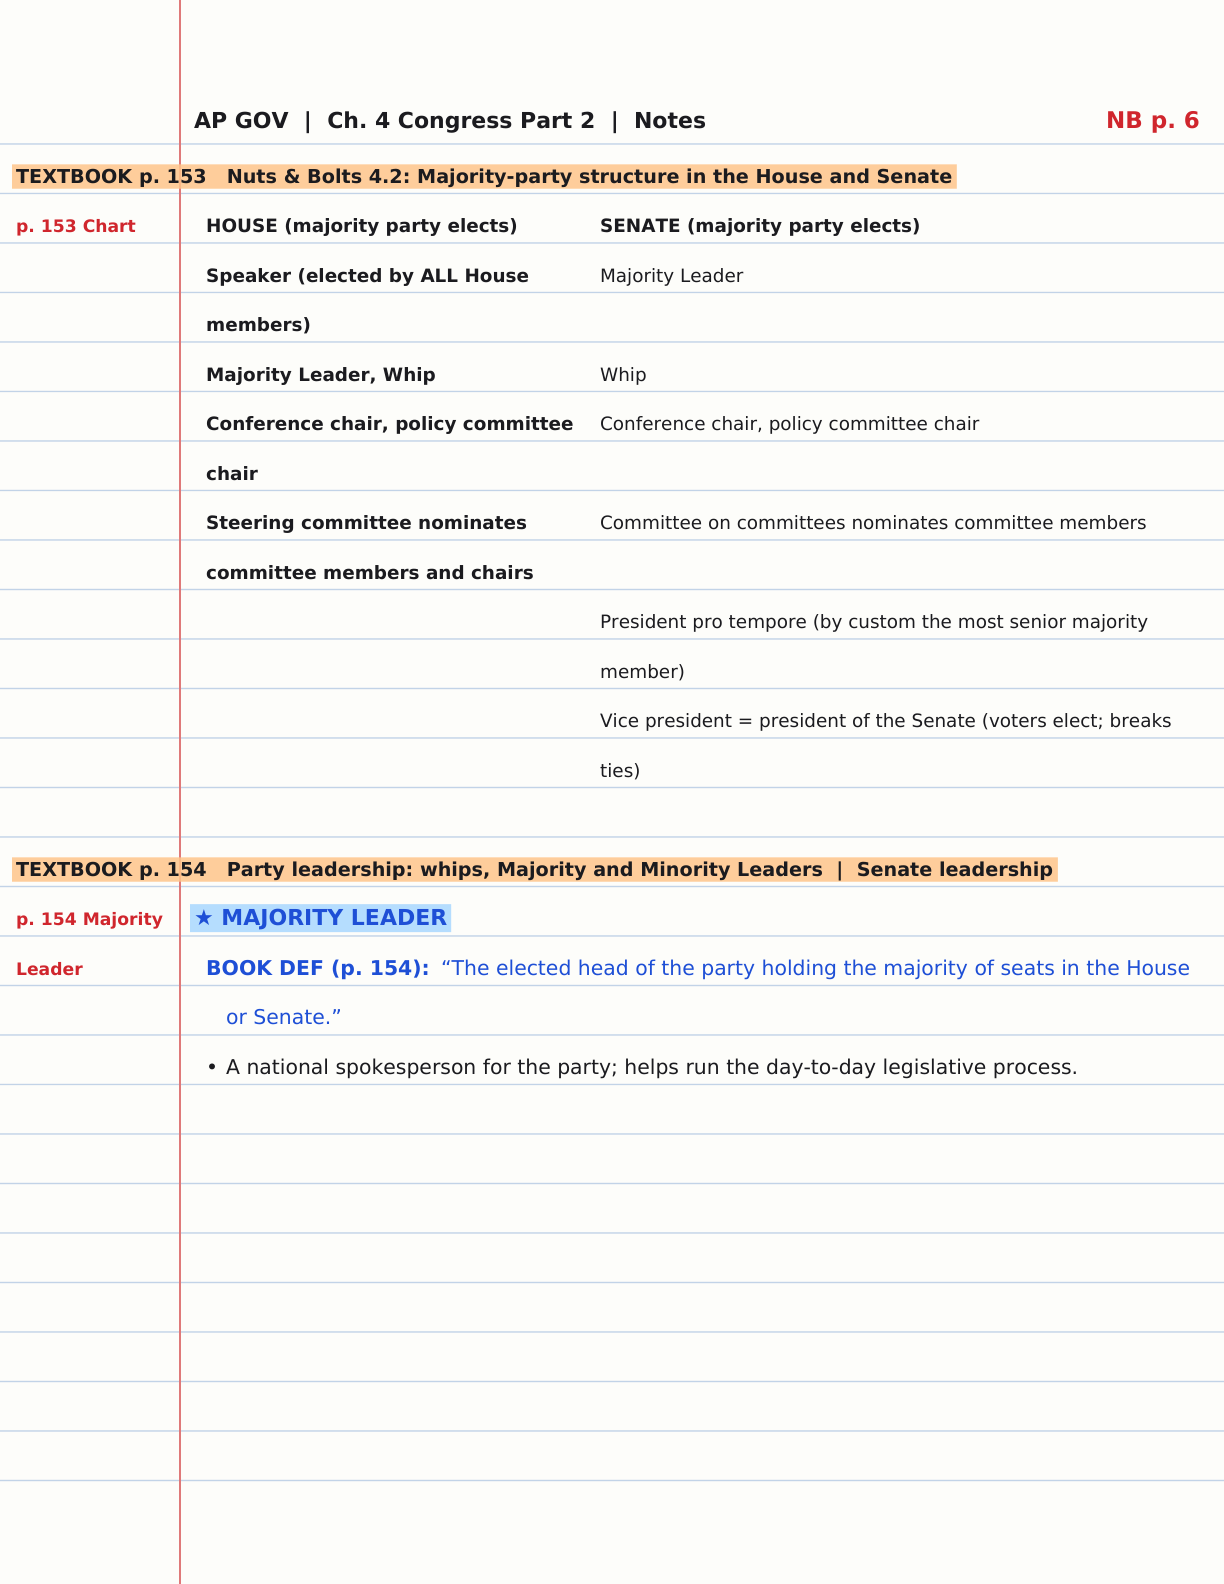 AP GOV | Ch. 4 Congress Part 2 | Notes NB p. 6
TEXTBOOK p. 153 Nuts & Bolts 4.2: Majority-party structure in the House and Senate
p. 153 Chart HOUSE (majority party elects) SENATE (majority party elects)
Speaker (elected by ALL House Majority Leader
members)
Majority Leader, Whip Whip
Conference chair, policy committee Conference chair, policy committee chair
chair
Steering committee nominates Committee on committees nominates committee members
committee members and chairs
President pro tempore (by custom the most senior majority
member)
Vice president = president of the Senate (voters elect; breaks
ties)
TEXTBOOK p. 154 Party leadership: whips, Majority and Minority Leaders | Senate leadership
p. 154 Majority ★ MAJORITY LEADER
Leader BOOK DEF (p. 154): “The elected head of the party holding the majority of seats in the House
or Senate.”
• A national spokesperson for the party; helps run the day-to-day legislative process.